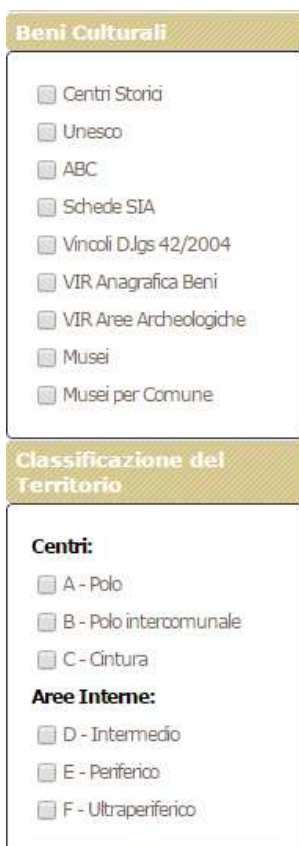 Beni Culturali
Centri Storici
Unesco
ABC
Schede SIA
Vincoli D.lgs 42/2004
VIR Anagrafica Beni
VIR Aree Archeologiche
Musei
Musei per Comune
Classificazione del
Territorio
Centri:
A - Polo
B - Polo intercomunale
C - Cintura
Aree Interne:
D - Intermedio
E - Periferico
F - Ultraperiferico